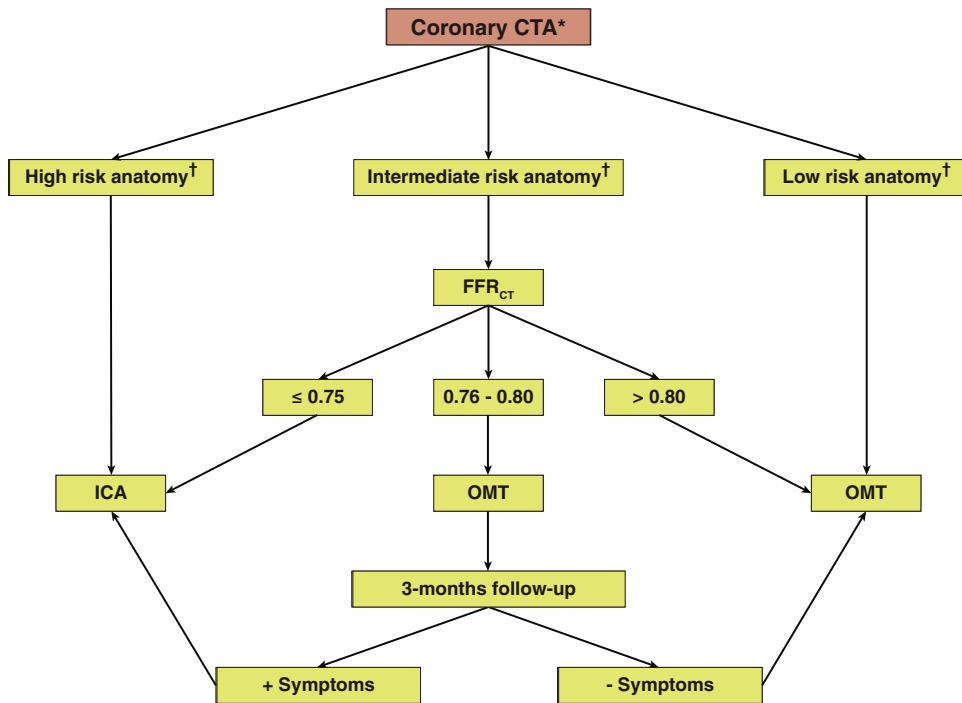 Coronary CTA*
High risk anatomy†
Intermediate risk anatomy†
Low risk anatomy†
FFRCT
≤ 0.75
0.76 - 0.80
> 0.80
ICA
OMT
OMT
3-months follow-up
+ Symptoms
- Symptoms